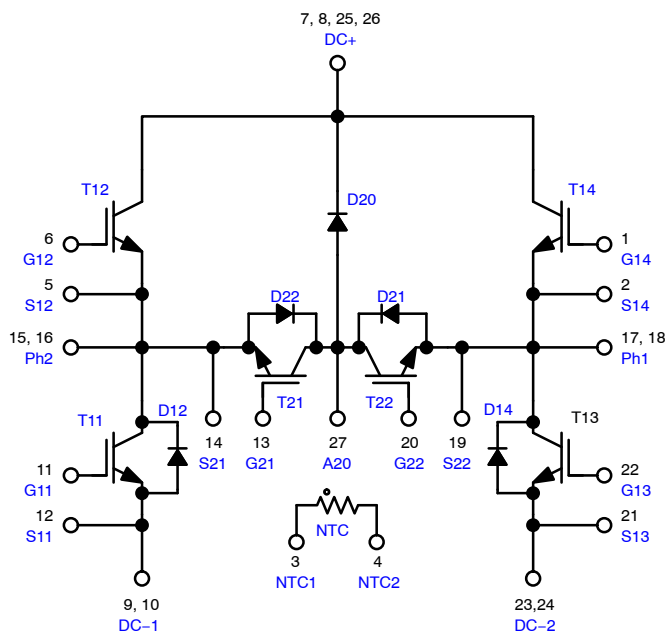 7, 8, 25, 26
DC+
T12
T14
D20
6
G12
1
G14
5
S12
2
S14
D22
D21
15, 16
Ph2
17, 18
Ph1
T21
T22
T11
D12
D14
T13
14
S21
13
G21
27
A20
20
G22
19
S22
11
G11
22
G13
12
S11
21
S13
NTC
3
NTC1
4
NTC2
9, 10
DC−1
23,24
DC−2